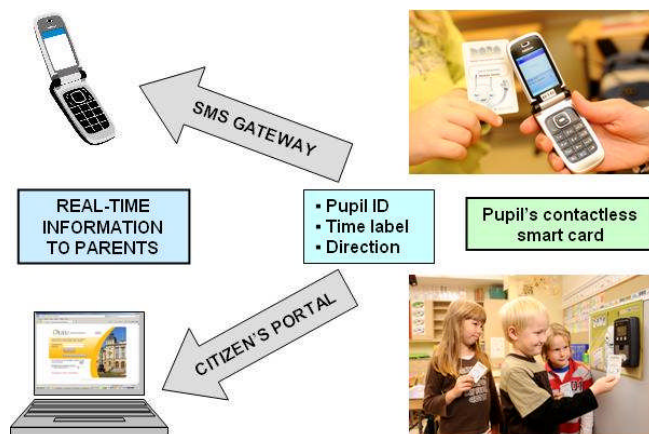 SMS GATEWAY
REAL-TIME
INFORMATION
TO PARENTS
▪ Pupil ID
▪ Time label
▪ Direction
Pupil's contactless
smart card
CITIZEN'S PORTAL